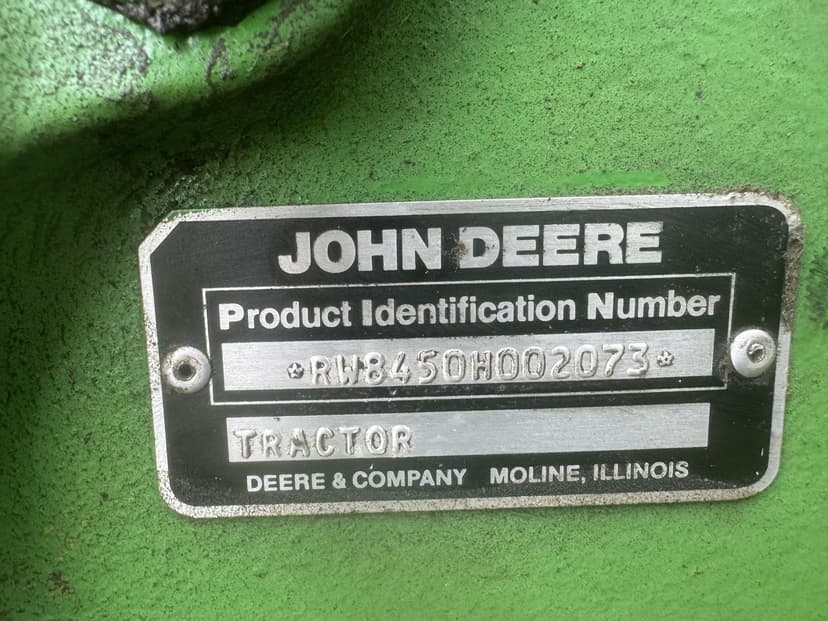 JOHN DEERE
Product Identification Number
*RW8450H002073*
TRACTOR
DEERE & COMPANY MOLINE, ILLINOIS